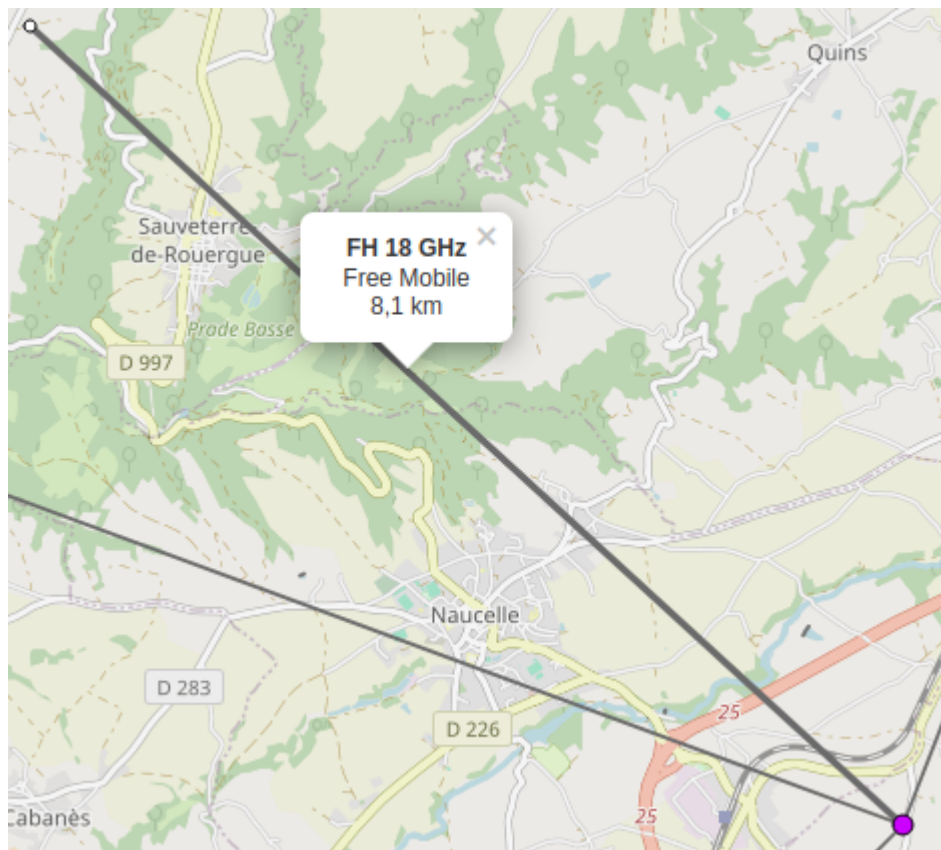 Quins
Sauveterre-
de-Rouergue
FH 18 GHz
×
Free Mobile
8,1 km
Prade Basse
D 997
Naucelle
D 283
D 226
25
25
Cabanès